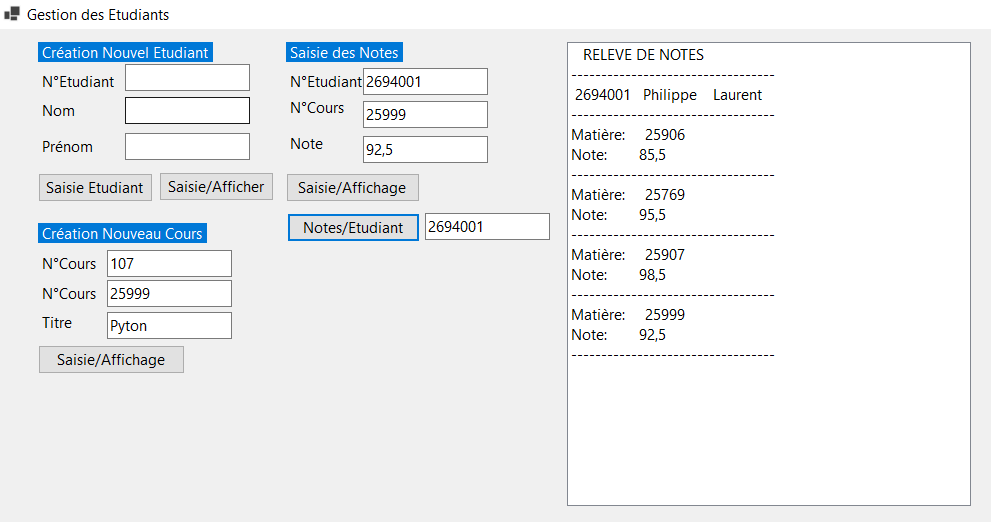 Gestion des Etudiants
Création Nouvel Etudiant
N°Etudiant
Nom
Prénom
Saisie Etudiant
Saisie/Afficher
Création Nouveau Cours
N°Cours 107
N°Cours 25999
Titre Pyton
Saisie/Affichage
Saisie des Notes
N°Etudiant 2694001
N°Cours 25999
Note 92,5
Saisie/Affichage
Notes/Etudiant 2694001
RELEVE DE NOTES
-----------------------------------
2694001 Philippe Laurent
-----------------------------------
Matière: 25906
Note: 85,5
-----------------------------------
Matière: 25769
Note: 95,5
-----------------------------------
Matière: 25907
Note: 98,5
-----------------------------------
Matière: 25999
Note: 92,5
-----------------------------------